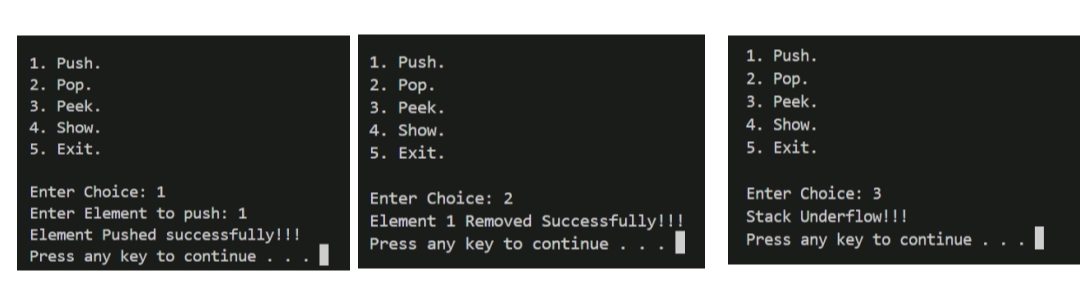 1. Push.
2. Pop.
3. Peek.
4. Show.
5. Exit.
Enter Choice: 1
Enter Element to push: 1
Element Pushed successfully!!!
Press any key to continue . . .
1. Push.
2. Pop.
3. Peek.
4. Show.
5. Exit.
Enter Choice: 2
Element 1 Removed Successfully!!!
Press any key to continue . . .
1. Push.
2. Pop.
3. Peek.
4. Show.
5. Exit.
Enter Choice: 3
Stack Underflow!!!
Press any key to continue . . .